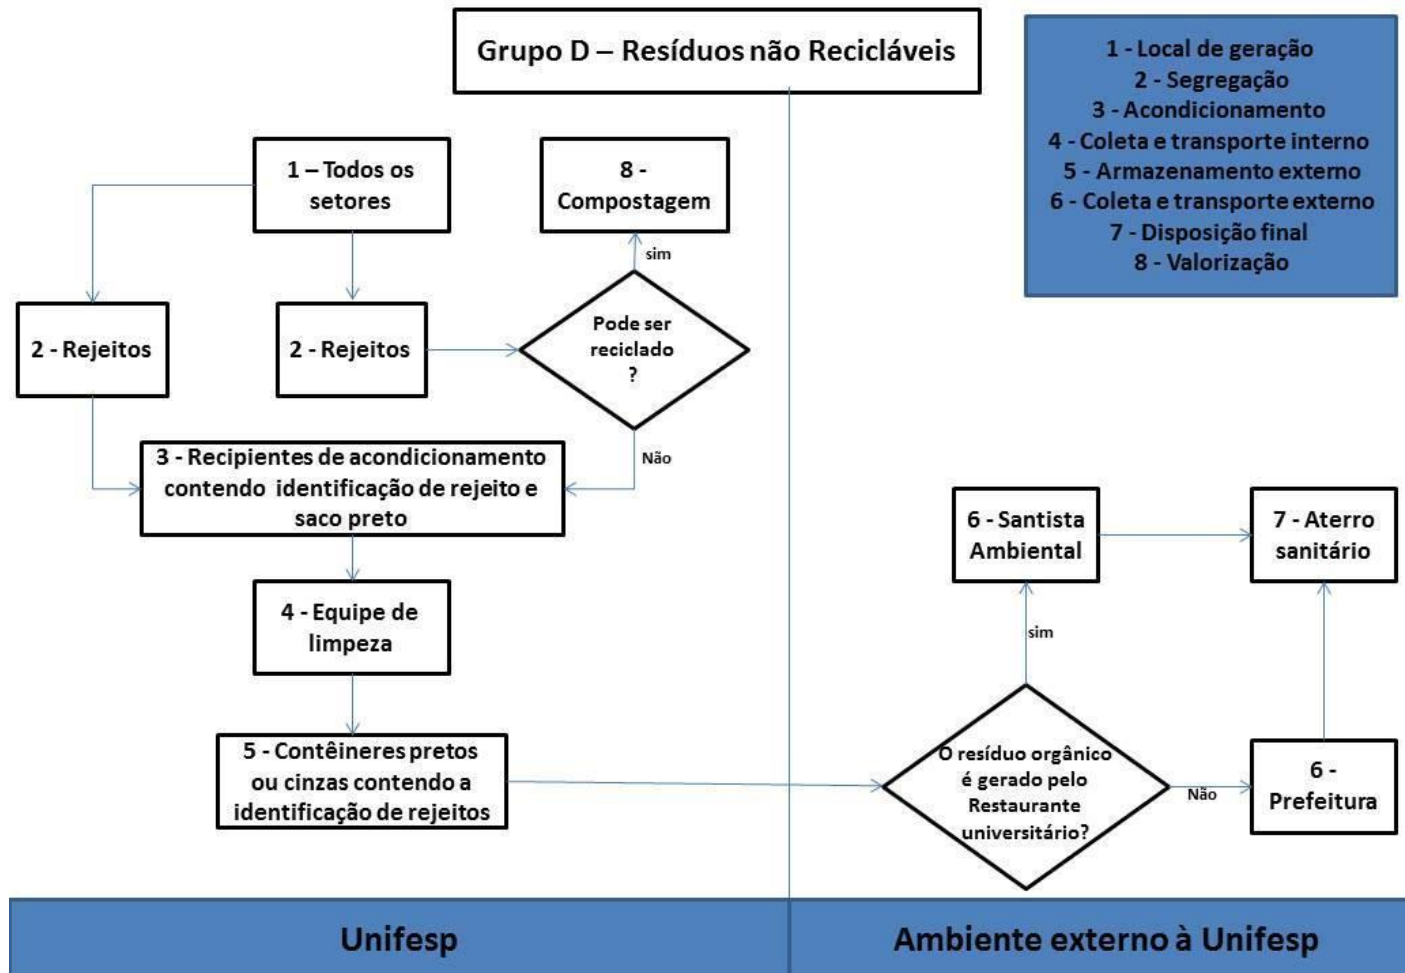 Grupo D – Resíduos não Recicláveis
1 - Local de geração
2 - Segregação
3 - Acondicionamento
4 - Coleta e transporte interno
5 - Armazenamento externo
6 - Coleta e transporte externo
7 - Disposição final
8 - Valorização
1 – Todos os
setores
8 -
Compostagem
sim
2 - Rejeitos
2 - Rejeitos
Pode ser
reciclado
?
Não
3 - Recipientes de acondicionamento
contendo identificação de rejeito e
saco preto
4 - Equipe de
limpeza
5 - Contêineres pretos
ou cinzas contendo a
identificação de rejeitos
6 - Santista
Ambiental
7 - Aterro
sanitário
sim
O resíduo orgânico
é gerado pelo
Restaurante
universitário?
Não
6 -
Prefeitura
Unifesp
Ambiente externo à Unifesp